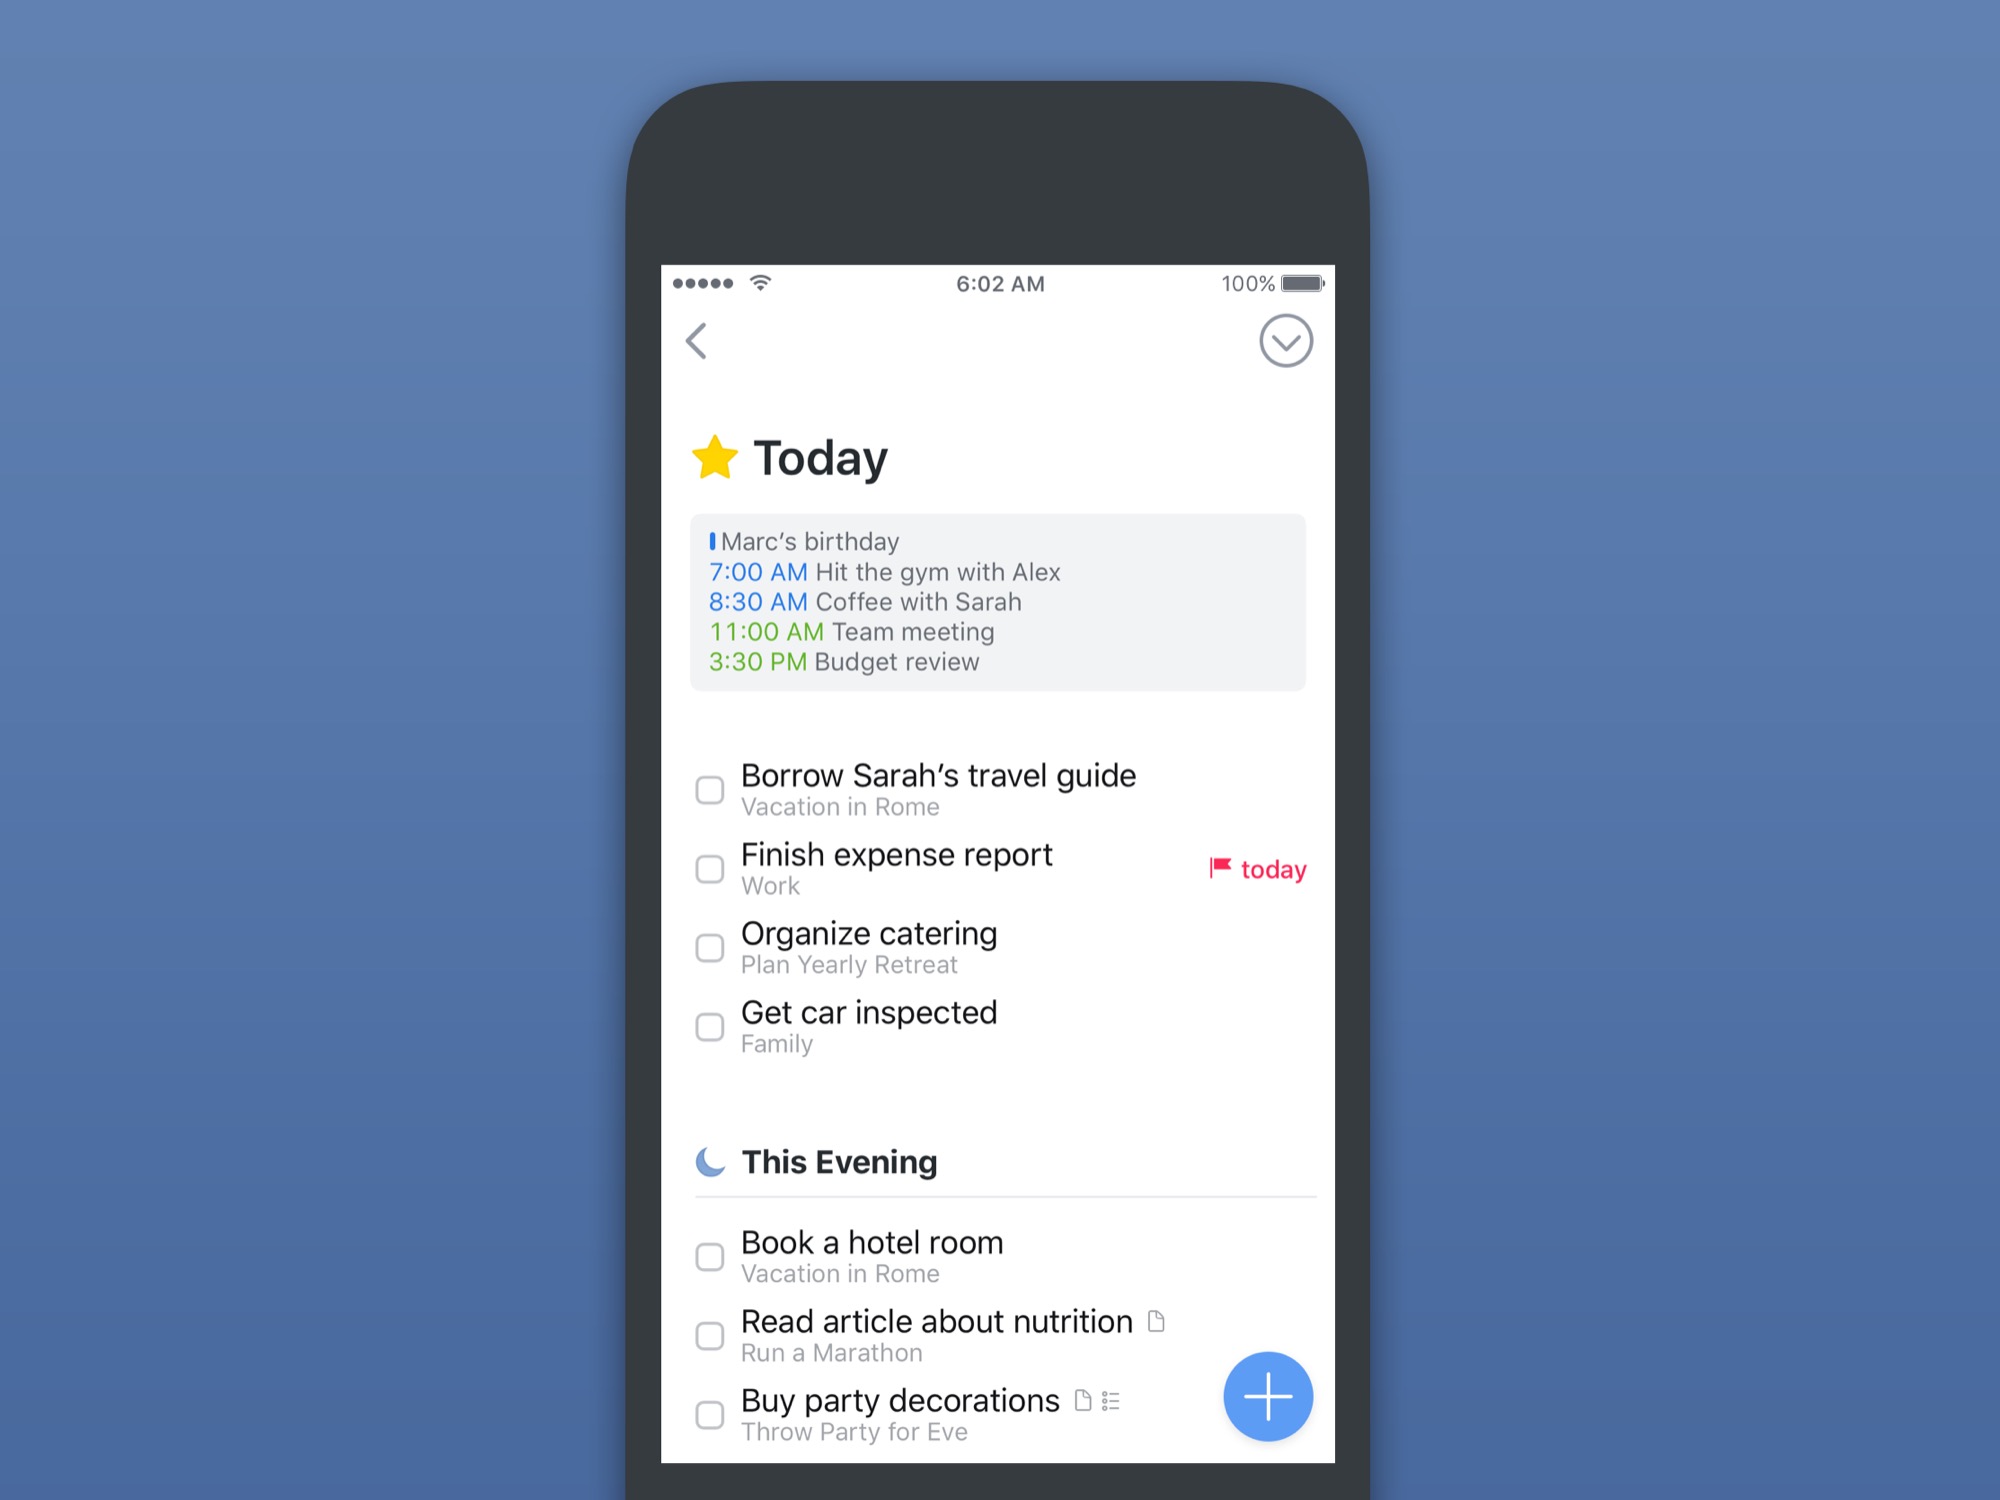 6:02 AM
100%
Today
Marc’s birthday
7:00 AM Hit the gym with Alex
8:30 AM Coffee with Sarah
11:00 AM Team meeting
3:30 PM Budget review
Borrow Sarah’s travel guide
Vacation in Rome
Finish expense report
Work
today
Organize catering
Plan Yearly Retreat
Get car inspected
Family
This Evening
Book a hotel room
Vacation in Rome
Read article about nutrition
Run a Marathon
Buy party decorations
Throw Party for Eve